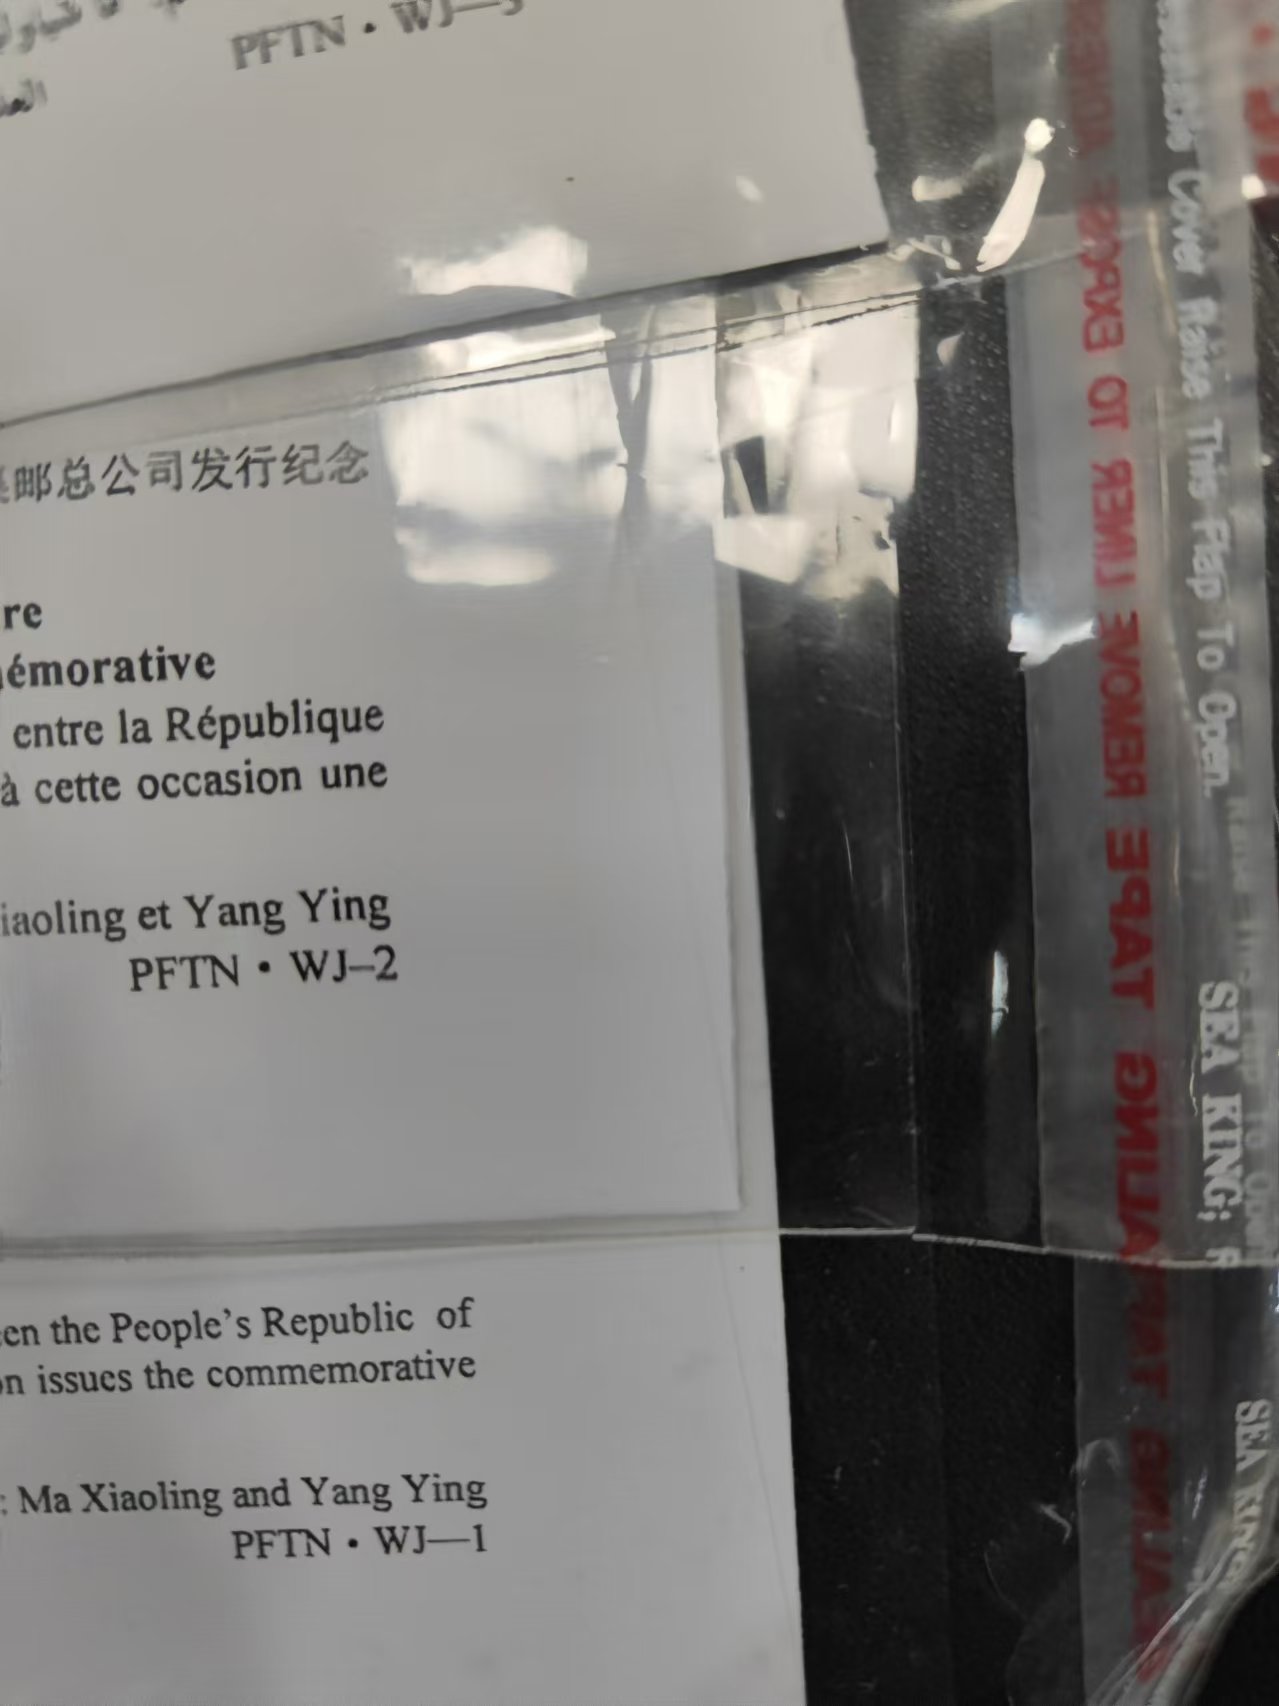 PFTN · WJ—3
邮总公司发行纪念
re
émorative
entre la République
à cette occasion une
iaoling et Yang Ying
PFTN · WJ–2
en the People's Republic of
on issues the commemorative
: Ma Xiaoling and Yang Ying
PFTN · WJ—1
Cover Raise This Flap To Open.
SEA KING;
SEALING TAPE REMOVE LINER TO EXPOSE
SEA KING